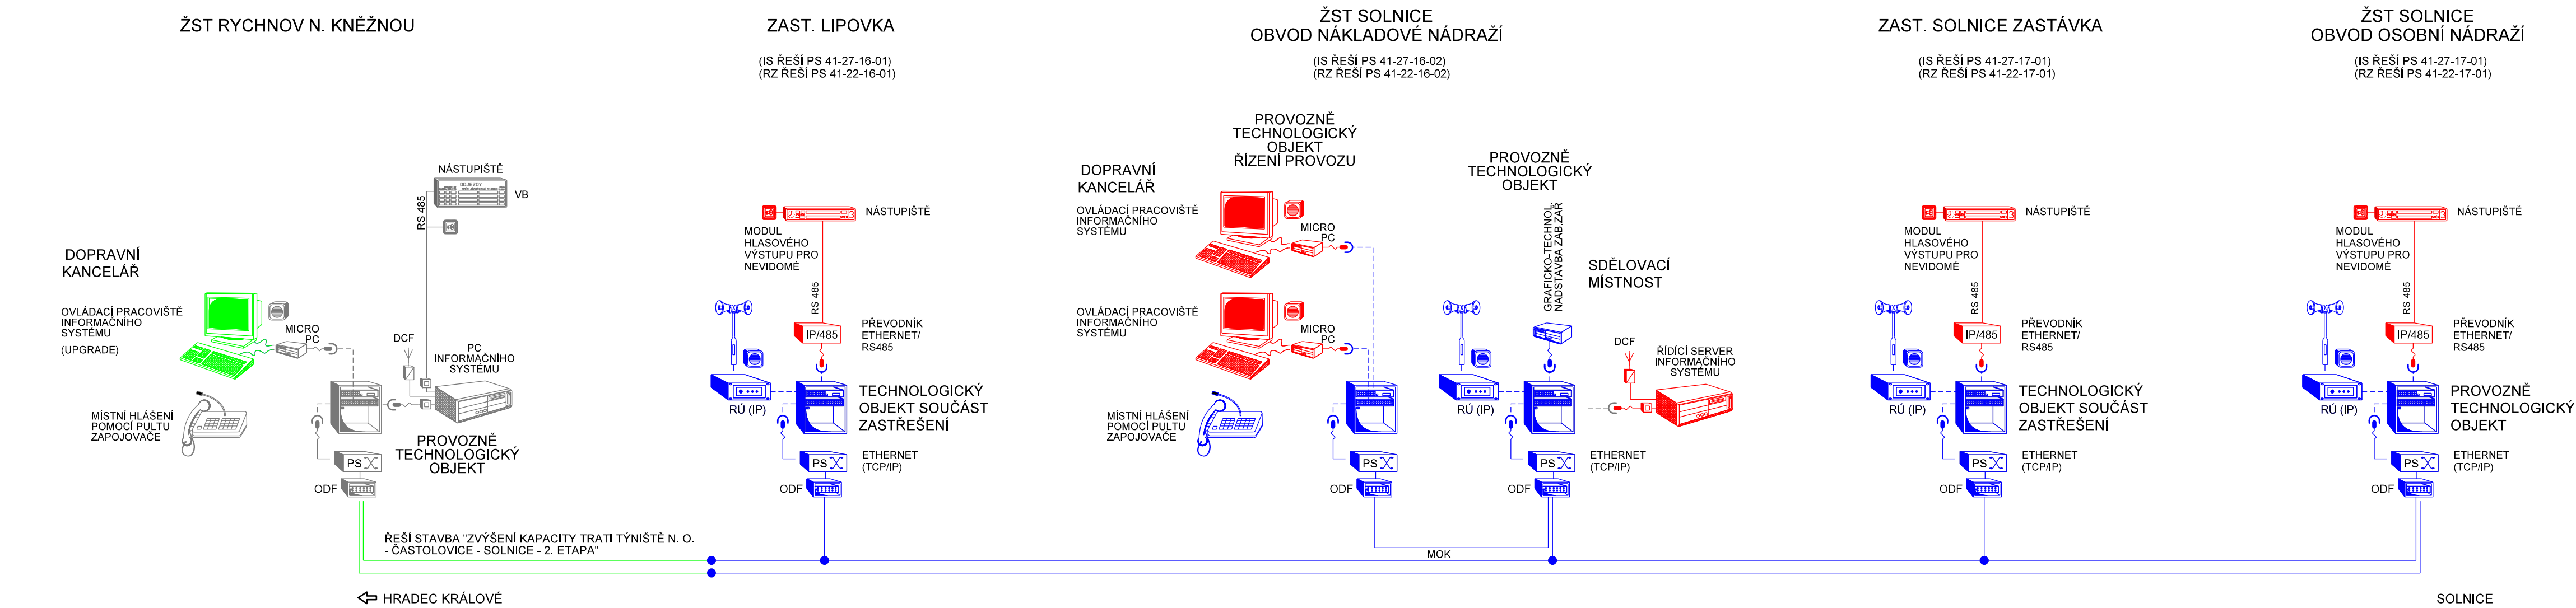 ŽST RYCHNOV N. KNĚŽNOU
NÁSTUPIŠTĚ
ODJEZDY
VB
RS 485
DOPRAVNÍ
KANCELÁŘ
OVLÁDACÍ PRACOVIŠTĚ
INFORMAČNÍHO
SYSTÉMU
(UPGRADE)
MICRO
PC
DCF
PC
INFORMAČNÍHO
SYSTÉMU
MÍSTNÍ HLÁŠENÍ
POMOCÍ PULTU
ZAPOJOVAČE
PROVOZNĚ
TECHNOLOGICKÝ
OBJEKT
PS
ODF
ŘEŠÍ STAVBA "ZVÝŠENÍ KAPACITY TRATI TÝNIŠTĚ N. O.
- ČASTOLOVICE - SOLNICE - 2. ETAPA"
HRADEC KRÁLOVÉ
ZAST. LIPOVKA
(IS ŘEŠÍ PS 41-27-16-01)
(RZ ŘEŠÍ PS 41-22-16-01)
NÁSTUPIŠTĚ
MODUL
HLASOVÉHO
VÝSTUPU PRO
NEVIDOMÉ
RS 485
IP/485
PŘEVODNÍK
ETHERNET/
RS485
RÚ (IP)
TECHNOLOGICKÝ
OBJEKT SOUČÁST
ZASTŘEŠENÍ
PS
ETHERNET
(TCP/IP)
ODF
ŽST SOLNICE
OBVOD NÁKLADOVÉ NÁDRAŽÍ
(IS ŘEŠÍ PS 41-27-16-02)
(RZ ŘEŠÍ PS 41-22-16-02)
PROVOZNĚ
TECHNOLOGICKÝ
OBJEKT
ŘÍZENÍ PROVOZU
DOPRAVNÍ
KANCELÁŘ
OVLÁDACÍ PRACOVIŠTĚ
INFORMAČNÍHO
SYSTÉMU
MICRO
PC
OVLÁDACÍ PRACOVIŠTĚ
INFORMAČNÍHO
SYSTÉMU
MICRO
PC
MÍSTNÍ HLÁŠENÍ
POMOCÍ PULTU
ZAPOJOVAČE
PS
ODF
PROVOZNĚ
TECHNOLOGICKÝ
OBJEKT
GRAFICKO-TECHNOL.
NADSTAVBA ZAB.ZAŘ
SDĚLOVACÍ
MÍSTNOST
DCF
ŘÍDÍCÍ SERVER
INFORMAČNÍHO
SYSTÉMU
RÚ (IP)
PS
ETHERNET
(TCP/IP)
ODF
MOK
ZAST. SOLNICE ZASTÁVKA
(IS ŘEŠÍ PS 41-27-17-01)
(RZ ŘEŠÍ PS 41-22-17-01)
NÁSTUPIŠTĚ
MODUL
HLASOVÉHO
VÝSTUPU PRO
NEVIDOMÉ
RS 485
IP/485
PŘEVODNÍK
ETHERNET/
RS485
RÚ (IP)
TECHNOLOGICKÝ
OBJEKT SOUČÁST
ZASTŘEŠENÍ
PS
ETHERNET
(TCP/IP)
ODF
ŽST SOLNICE
OBVOD OSOBNÍ NÁDRAŽÍ
(IS ŘEŠÍ PS 41-27-17-01)
(RZ ŘEŠÍ PS 41-22-17-01)
NÁSTUPIŠTĚ
MODUL
HLASOVÉHO
VÝSTUPU PRO
NEVIDOMÉ
RS 485
IP/485
PŘEVODNÍK
ETHERNET/
RS485
RÚ (IP)
PROVOZNĚ
TECHNOLOGICKÝ
OBJEKT
PS
ETHERNET
(TCP/IP)
ODF
SOLNICE